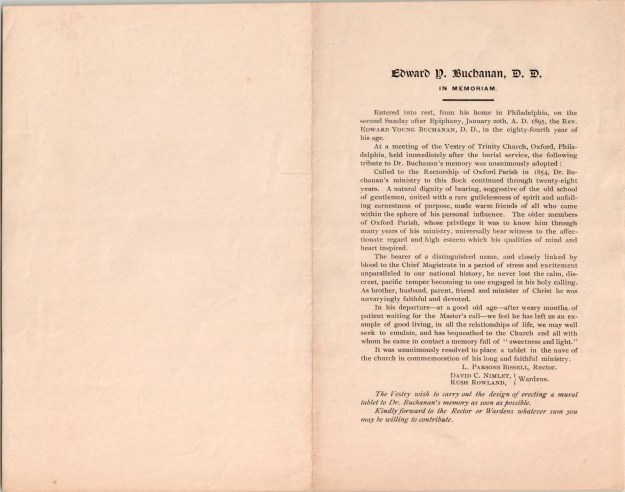 Edward Y. Buchanan, D. D.
IN MEMORIAM.
Entered into rest, from his home in Philadelphia, on the
second Sunday after Epiphany, January 20th, A. D. 1895, the Rev.
EDWARD YOUNG BUCHANAN, D. D., in the eighty-fourth year of
his age.
At a meeting of the Vestry of Trinity Church, Oxford, Phila-
delphia, held immediately after the burial service, the following
tribute to Dr. Buchanan's memory was unanimously adopted :
Called to the Rectorship of Oxford Parish in 1854, Dr. Bu-
chanan's ministry to this flock continued through twenty-eight
years. A natural dignity of bearing, suggestive of the old school
of gentlemen, united with a rare guilelessness of spirit and unfail-
ing earnestness of purpose, made warm friends of all who came
within the sphere of his personal influence. The older members
of Oxford Parish, whose privilege it was to know him through
many years of his ministry, universally bear witness to the affec-
tionate regard and high esteem which his qualities of mind and
heart inspired.
The bearer of a distinguished name, and closely linked by
blood to the Chief Magistrate in a period of stress and excitement
unparalleled in our national history, he never lost the calm, dis-
creet, pacific temper becoming to one engaged in his holy calling.
As brother, husband, parent, friend and minister of Christ he was
unvaryingly faithful and devoted.
In his departure—at a good old age—after weary months of
patient waiting for the Master's call—we feel he has left us an ex-
ample of good living, in all the relationships of life, we may well
seek to emulate, and has bequeathed to the Church and all with
whom he came in contact a memory full of "sweetness and light."
It was unanimously resolved to place a tablet in the nave of
the church in commemoration of his long and faithful ministry.
L. PARSONS BISSELL, Rector.
DAVID C. NIMLET,
RUSH ROWLAND, } Wardens.
The Vestry wish to carry out the design of erecting a mural
tablet to Dr. Buchanan's memory as soon as possible.
Kindly forward to the Rector or Wardens whatever sum you
may be willing to contribute.